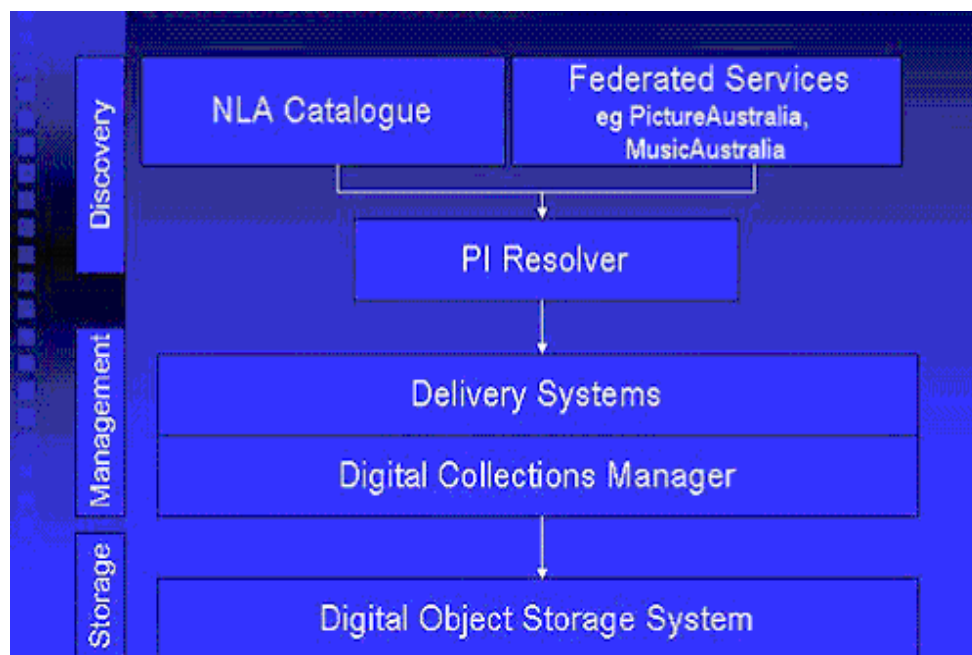 Discovery
NLA Catalogue
Federated Services
eg PictureAustralia,
MusicAustralia
PI Resolver
Management
Delivery Systems
Digital Collections Manager
Storage
Digital Object Storage System